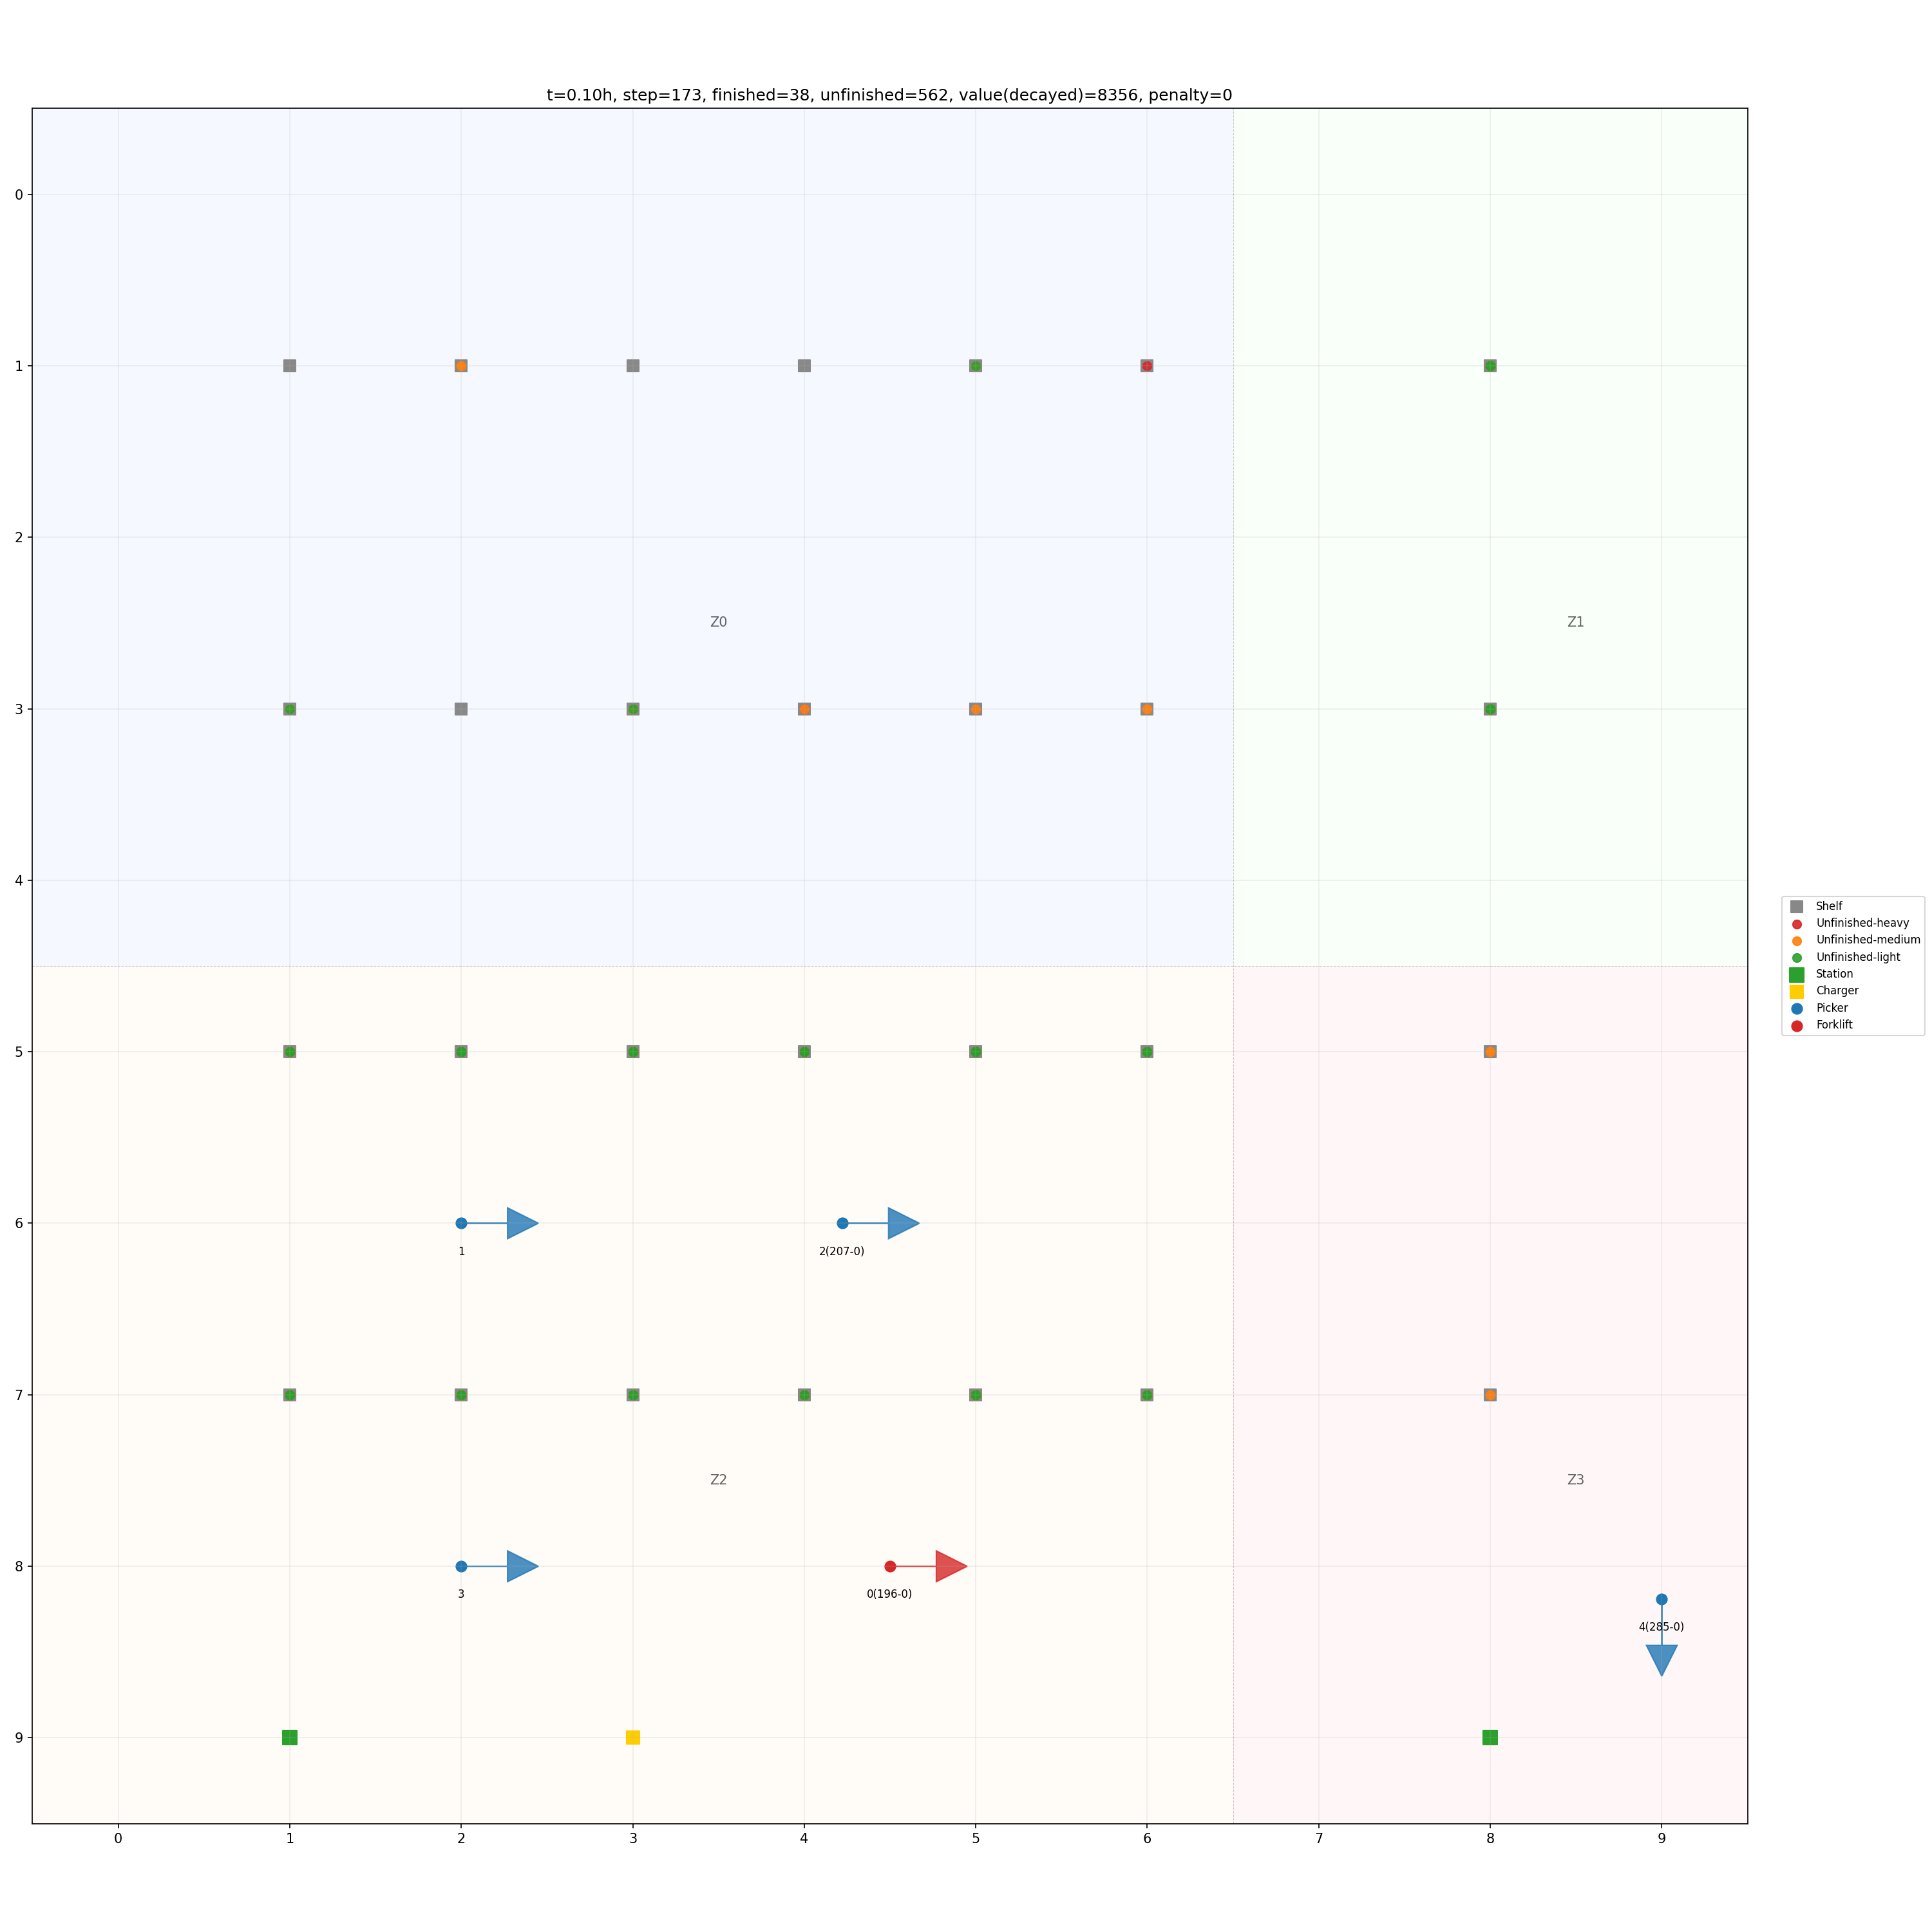 t=0.10h, step=173, finished=38, unfinished=562, value(decayed)=8356, penalty=0
0
1
2
Z0
Z1
3
4
Shelf
Unfinished-heavy
Unfinished-medium
Unfinished-light
Station
Charger
Picker
Forklift
5
6
1
2(207-0)
7
Z2
Z3
8
3
0(196-0)
4(285-0)
9
0 1 2 3 4 5 6 7 8 9